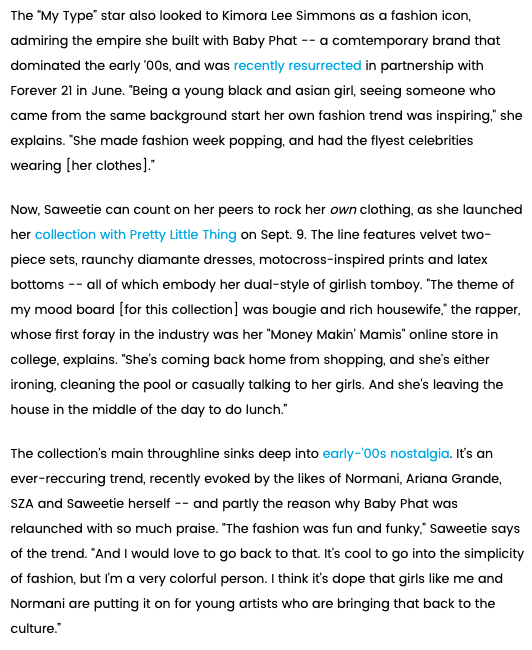 The "My Type" star also looked to Kimora Lee Simmons as a fashion icon,
admiring the empire she built with Baby Phat -- a comtemporary brand that
dominated the early '00s, and was recently resurrected in partnership with
Forever 21 in June. "Being a young black and asian girl, seeing someone who
came from the same background start her own fashion trend was inspiring," she
explains. "She made fashion week popping, and had the flyest celebrities
wearing [her clothes]."
Now, Saweetie can count on her peers to rock her own clothing, as she launched
her collection with Pretty Little Thing on Sept. 9. The line features velvet two-
piece sets, raunchy diamante dresses, motocross-inspired prints and latex
bottoms -- all of which embody her dual-style of girlish tomboy. "The theme of
my mood board [for this collection] was bougie and rich housewife," the rapper,
whose first foray in the industry was her "Money Makin' Mamis" online store in
college, explains. "She's coming back home from shopping, and she's either
ironing, cleaning the pool or casually talking to her girls. And she's leaving the
house in the middle of the day to do lunch."
The collection's main throughline sinks deep into early-'00s nostalgia. It's an
ever-reccuring trend, recently evoked by the likes of Normani, Ariana Grande,
SZA and Saweetie herself -- and partly the reason why Baby Phat was
relaunched with so much praise. "The fashion was fun and funky," Saweetie says
of the trend. "And I would love to go back to that. It's cool to go into the simplicity
of fashion, but I'm a very colorful person. I think it's dope that girls like me and
Normani are putting it on for young artists who are bringing that back to the
culture."